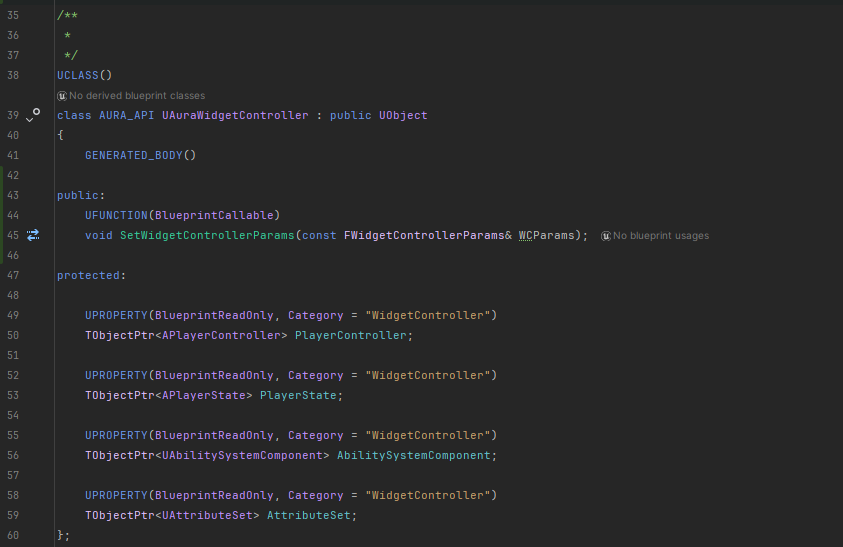 35 /**
36  *
37  */
38 UCLASS()
No derived blueprint classes
39 class AURA_API UAuraWidgetController : public UObject
40 {
41     GENERATED_BODY()
42
43 public:
44     UFUNCTION(BlueprintCallable)
45     void SetWidgetControllerParams(const FWidgetControllerParams& WCParams);  No blueprint usages
46
47 protected:
48
49     UPROPERTY(BlueprintReadOnly, Category = "WidgetController")
50     TObjectPtr<APlayerController> PlayerController;
51
52     UPROPERTY(BlueprintReadOnly, Category = "WidgetController")
53     TObjectPtr<APlayerState> PlayerState;
54
55     UPROPERTY(BlueprintReadOnly, Category = "WidgetController")
56     TObjectPtr<UAbilitySystemComponent> AbilitySystemComponent;
57
58     UPROPERTY(BlueprintReadOnly, Category = "WidgetController")
59     TObjectPtr<UAttributeSet> AttributeSet;
60 };